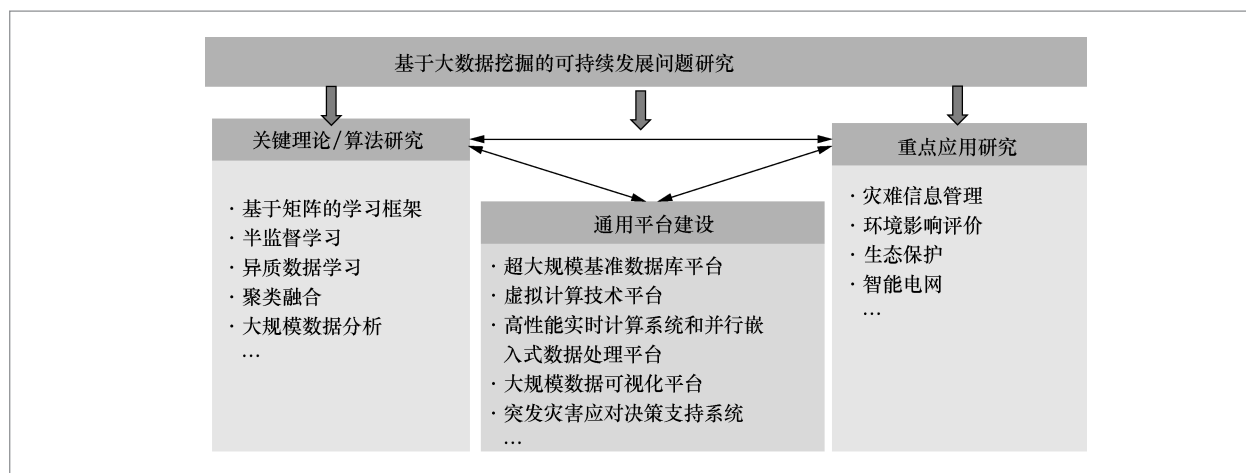 基于大数据挖掘的可持续发展问题研究
关键理论/算法研究
· 基于矩阵的学习框架
· 半监督学习
· 异质数据学习
· 聚类融合
· 大规模数据分析
…
通用平台建设
· 超大规模基准数据库平台
· 虚拟计算技术平台
· 高性能实时计算系统和并行嵌
入式数据处理平台
· 大规模数据可视化平台
· 突发灾害应对决策支持系统
…
重点应用研究
· 灾难信息管理
· 环境影响评价
· 生态保护
· 智能电网
…